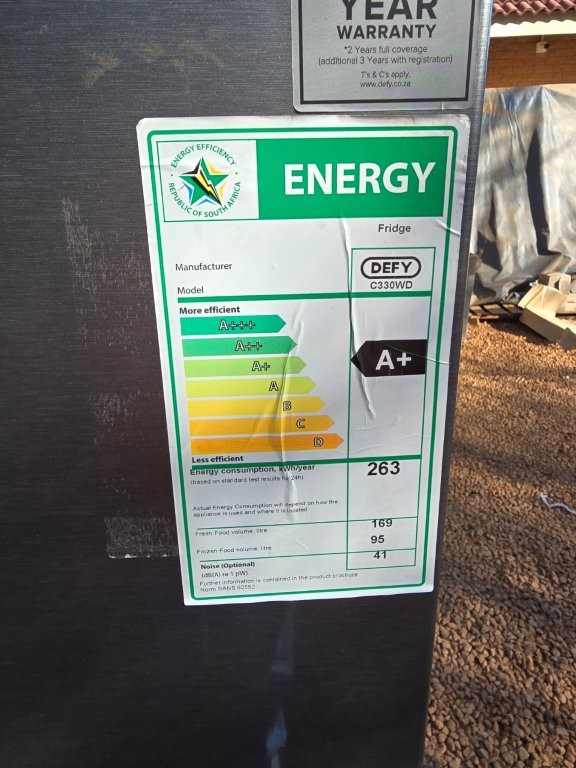 YEAR
WARRANTY
*2 Years full coverage
(additional 3 Years with registration)
T's & C's apply.
www.defy.co.za
ENERGY EFFICIENCY
REPUBLIC OF SOUTH AFRICA
ENERGY
Fridge
Manufacturer
DEFY
Model
C330WD
More efficient
A+++
A++
A+
A+
A
B
C
D
Less efficient
Energy consumption, kWh/year
263
(based on standard test results for 24h)
Actual Energy Consumption will depend on how the
appliance is used and where it is located.
Fresh Food volume, litre
169
Frozen Food volume, litre
95
Noise (Optional)
41
(dB(A) re 1 pW)
Further information is contained in the product brochure
Norm SANS 62552